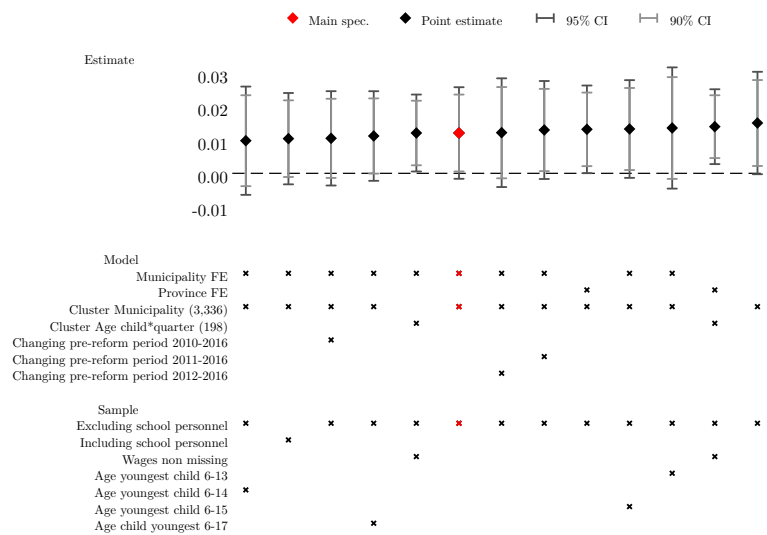 Main spec. Point estimate 95% CI 90% CI
Estimate
0.03
0.02
0.01
0.00
-0.01
Model
Municipality FE
Province FE
Cluster Municipality (3,336)
Cluster Age child*quarter (198)
Changing pre-reform period 2010-2016
Changing pre-reform period 2011-2016
Changing pre-reform period 2012-2016
Sample
Excluding school personnel
Including school personnel
Wages non missing
Age youngest child 6-13
Age youngest child 6-14
Age youngest child 6-15
Age child youngest 6-17